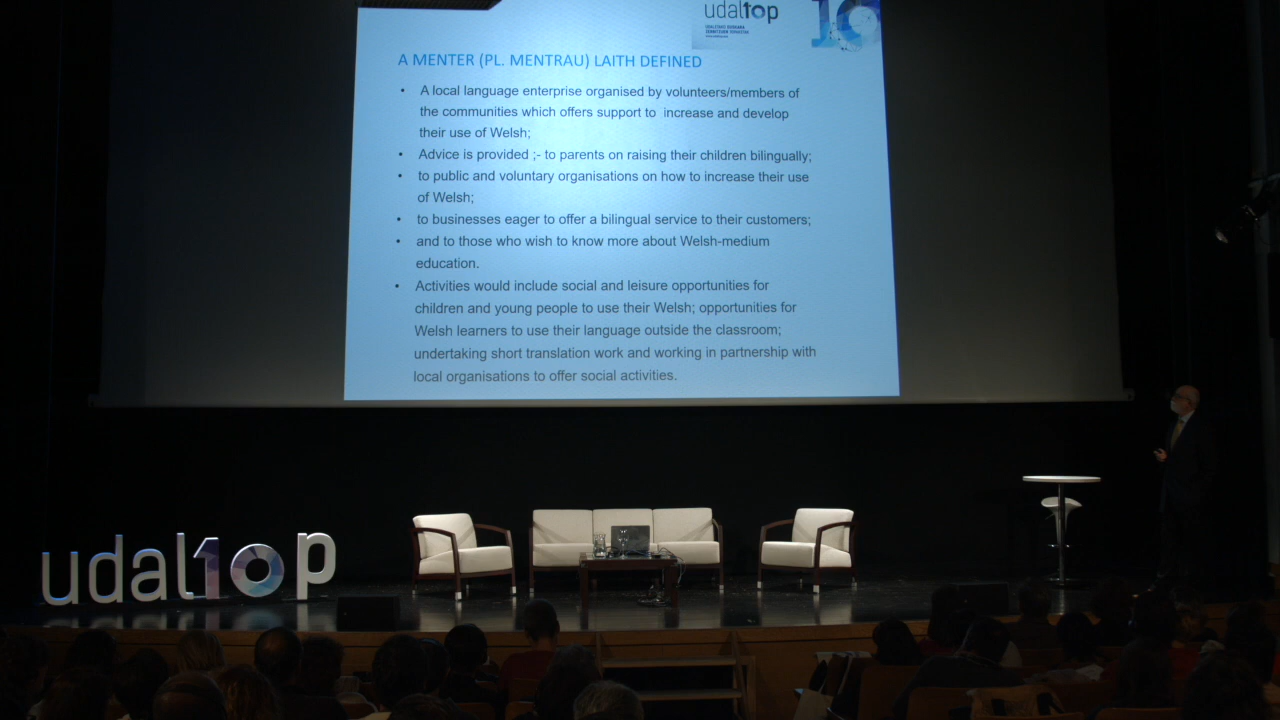 udaltop
UDALETAKO EUSKARA
ZERBITZUEN TOPAKETAK
10
A MENTER (PL. MENTRAU) IAITH DEFINED
• A local language enterprise organised by volunteers/members of
the communities which offers support to increase and develop
their use of Welsh;
• Advice is provided ;- to parents on raising their children bilingually;
• to public and voluntary organisations on how to increase their use
of Welsh;
• to businesses eager to offer a bilingual service to their customers;
• and to those who wish to know more about Welsh-medium
education.
• Activities would include social and leisure opportunities for
children and young people to use their Welsh; opportunities for
Welsh learners to use their language outside the classroom;
undertaking short translation work and working in partnership with
local organisations to offer social activities.
udal10p